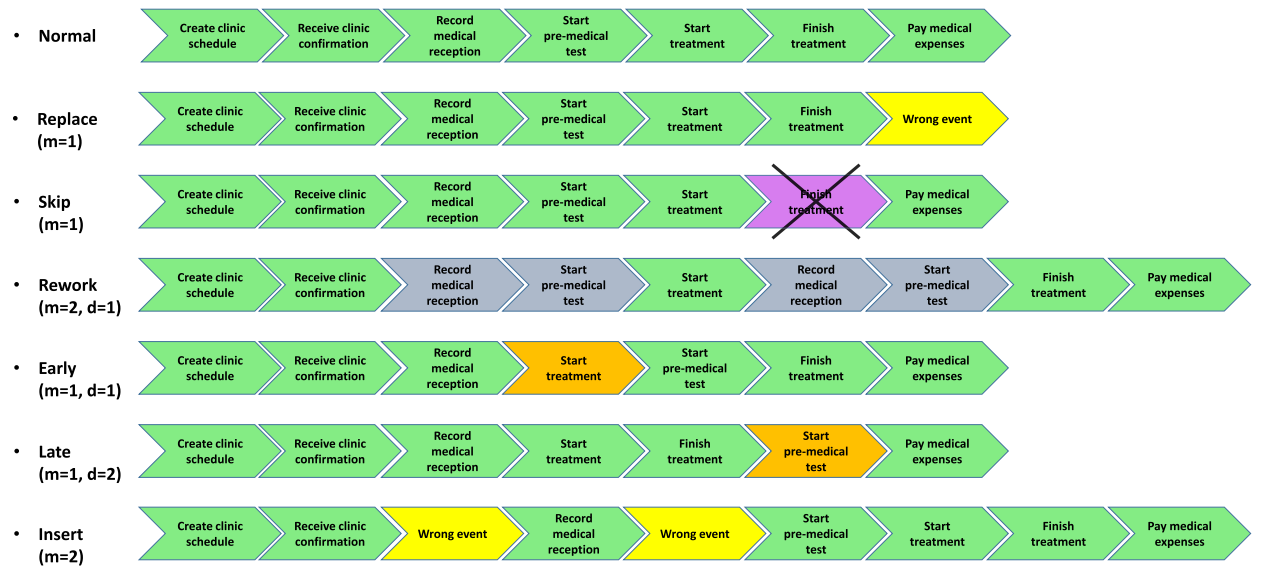 • Normal
Create clinic
schedule
Receive clinic
confirmation
Record
medical
reception
Start
pre-medical
test
Start
treatment
Finish
treatment
Pay medical
expenses
• Replace
(m=1)
Create clinic
schedule
Receive clinic
confirmation
Record
medical
reception
Start
pre-medical
test
Start
treatment
Finish
treatment
Wrong event
• Skip
(m=1)
Create clinic
schedule
Receive clinic
confirmation
Record
medical
reception
Start
pre-medical
test
Start
treatment
Finish
treatment
Pay medical
expenses
• Rework
(m=2, d=1)
Create clinic
schedule
Receive clinic
confirmation
Record
medical
reception
Start
pre-medical
test
Start
treatment
Record
medical
reception
Start
pre-medical
test
Finish
treatment
Pay medical
expenses
• Early
(m=1, d=1)
Create clinic
schedule
Receive clinic
confirmation
Record
medical
reception
Start
treatment
Start
pre-medical
test
Finish
treatment
Pay medical
expenses
• Late
(m=1, d=2)
Create clinic
schedule
Receive clinic
confirmation
Record
medical
reception
Start
treatment
Finish
treatment
Start
pre-medical
test
Pay medical
expenses
• Insert
(m=2)
Create clinic
schedule
Receive clinic
confirmation
Wrong event
Record
medical
reception
Wrong event
Start
pre-medical
test
Start
treatment
Finish
treatment
Pay medical
expenses